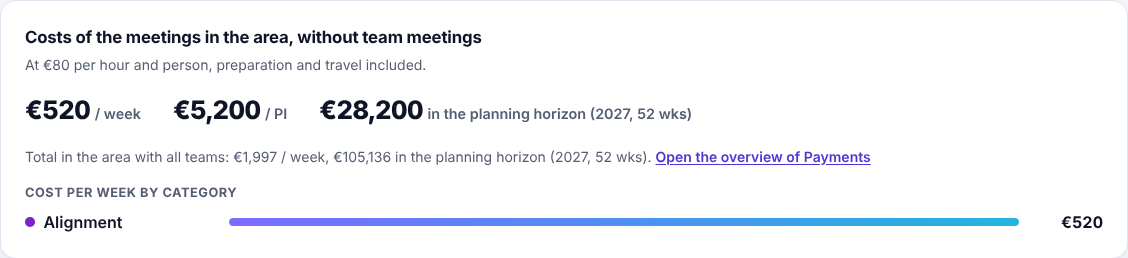 Costs of the meetings in the area, without team meetings
At €80 per hour and person, preparation and travel included.
€520 / week €5,200 / PI €28,200 in the planning horizon (2027, 52 wks)
Total in the area with all teams: €1,997 / week, €105,136 in the planning horizon (2027, 52 wks). Open the overview of Payments
COST PER WEEK BY CATEGORY
Alignment €520